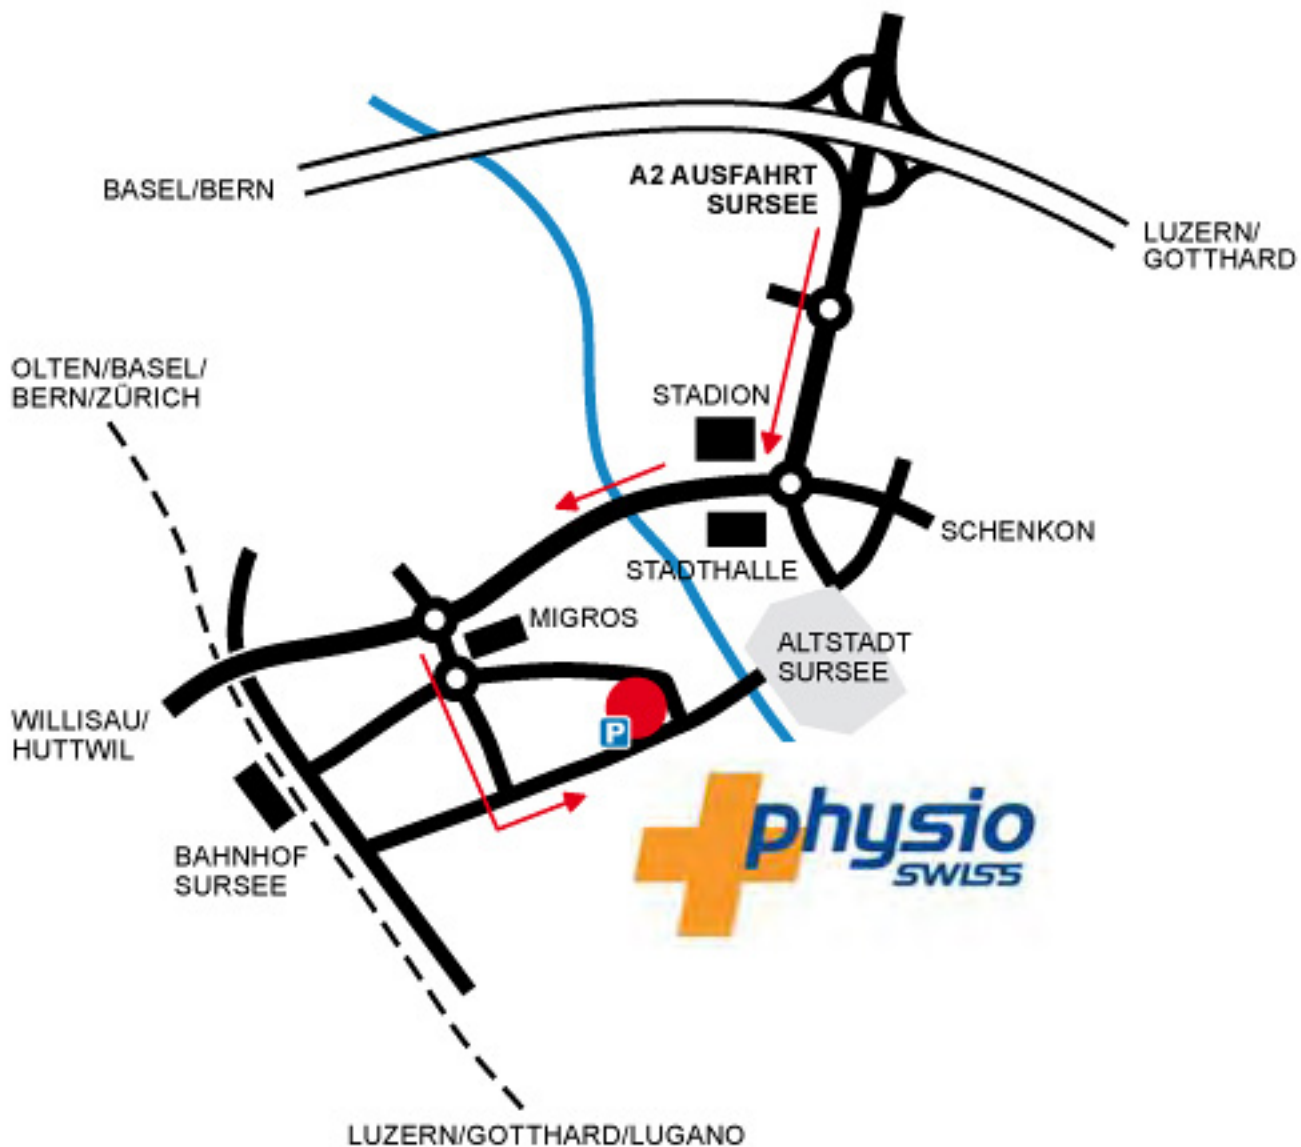 A2 AUSFAHRT
SURSEE
BASEL/BERN
LUZERN/
GOTTHARD
OLTEN/BASEL/
BERN/ZÜRICH
STADION
SCHENKON
STADTHALLE
MIGROS
ALTSTADT
SURSEE
WILLISAU/
HUTTWIL
P
physio
SWISS
BAHNHOF
SURSEE
LUZERN/GOTTHARD/LUGANO